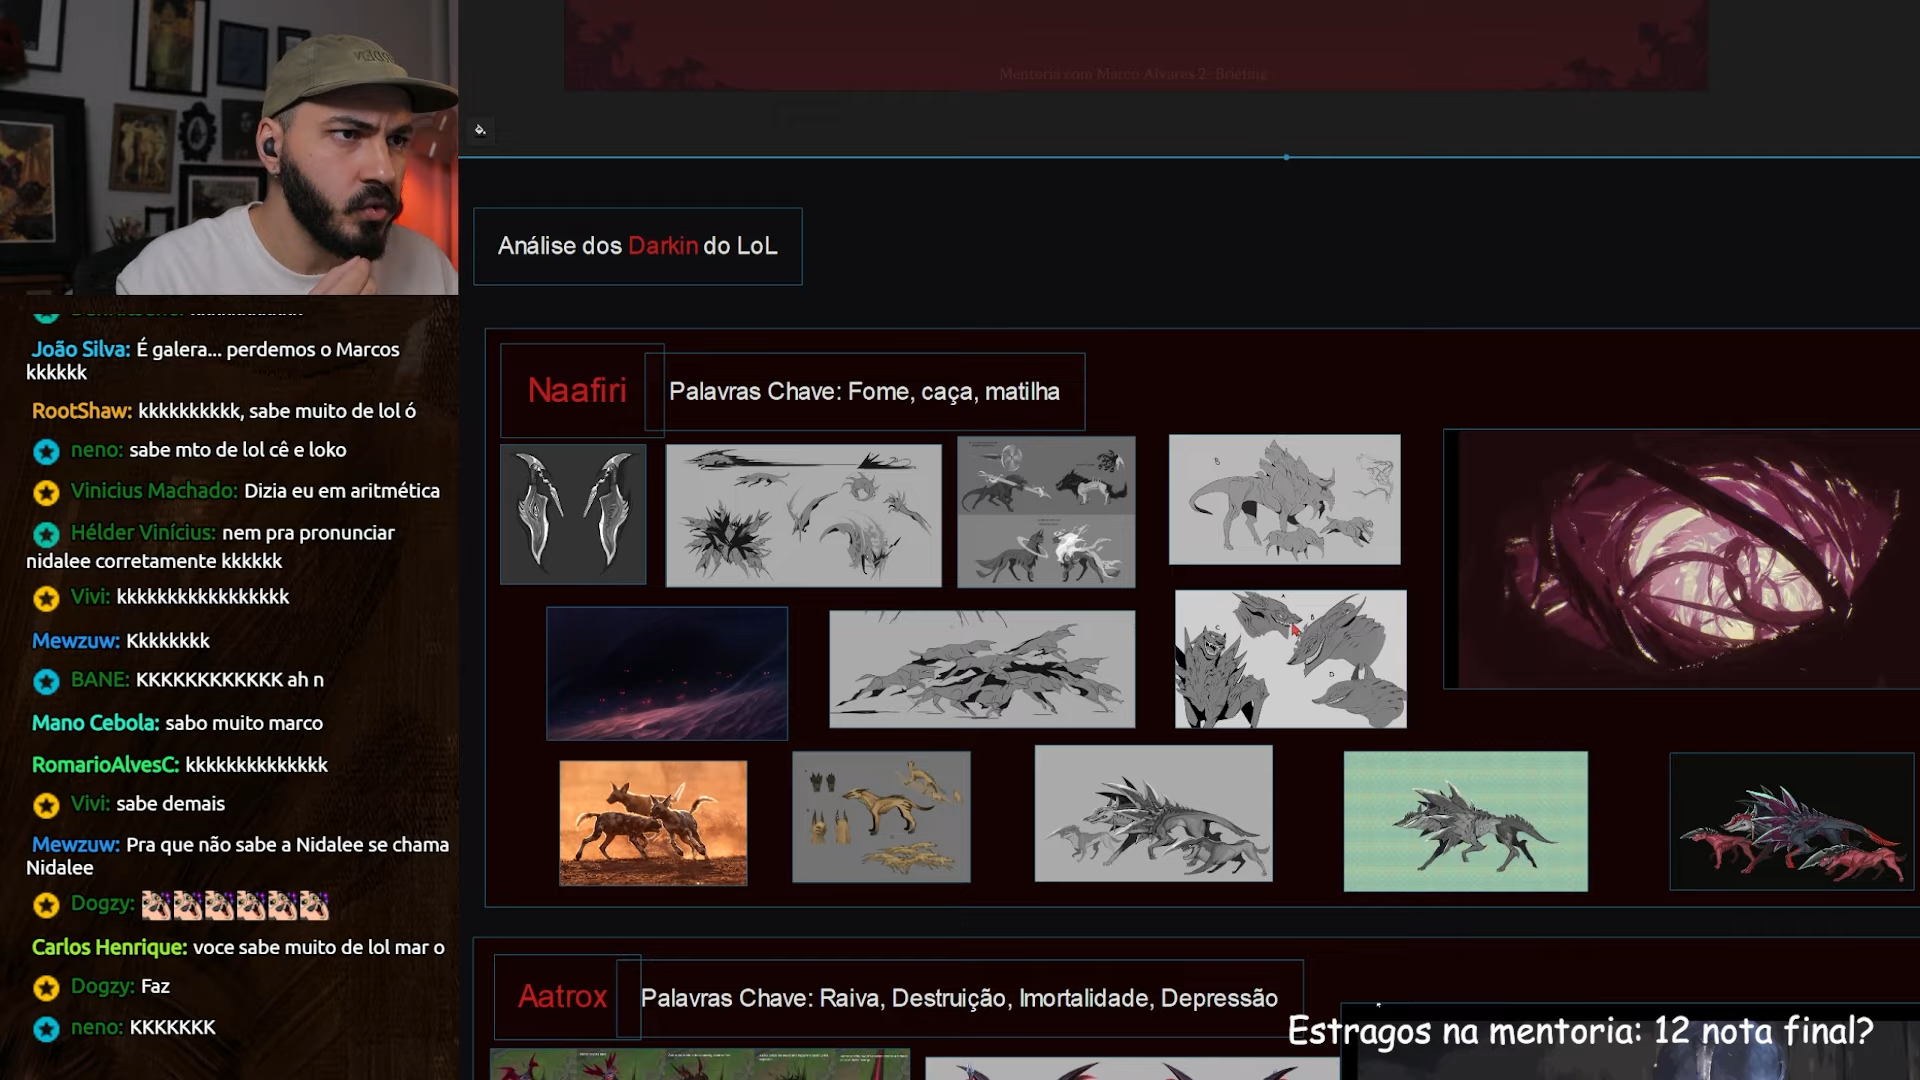 Mentoria com Marco Alvares 2: Briefing
Análise dos Darkin do LoL
João Silva: É galera... perdemos o Marcos
kkkkkk
RootShaw: kkkkkkkkkk, sabe muito de lol ó
neno: sabe mto de lol cê e loko
Vinicius Machado: Dizia eu em aritmética
Hélder Vinícius: nem pra pronunciar
nidalee corretamente kkkkkk
Vivi: kkkkkkkkkkkkkkkkk
Mewzuw: Kkkkkkkk
BANE: KKKKKKKKKKKK ah n
Mano Cebola: sabo muito marco
RomarioAlvesC: kkkkkkkkkkkkk
Vivi: sabe demais
Mewzuw: Pra que não sabe a Nidalee se chama
Nidalee
Dogzy:
Carlos Henrique: voce sabe muito de lol mar o
Dogzy: Faz
neno: KKKKKKK
Naafiri
Palavras Chave: Fome, caça, matilha
B
A
B
C
D
Aatrox
Palavras Chave: Raiva, Destruição, Imortalidade, Depressão
Estragos na mentoria: 12 nota final?